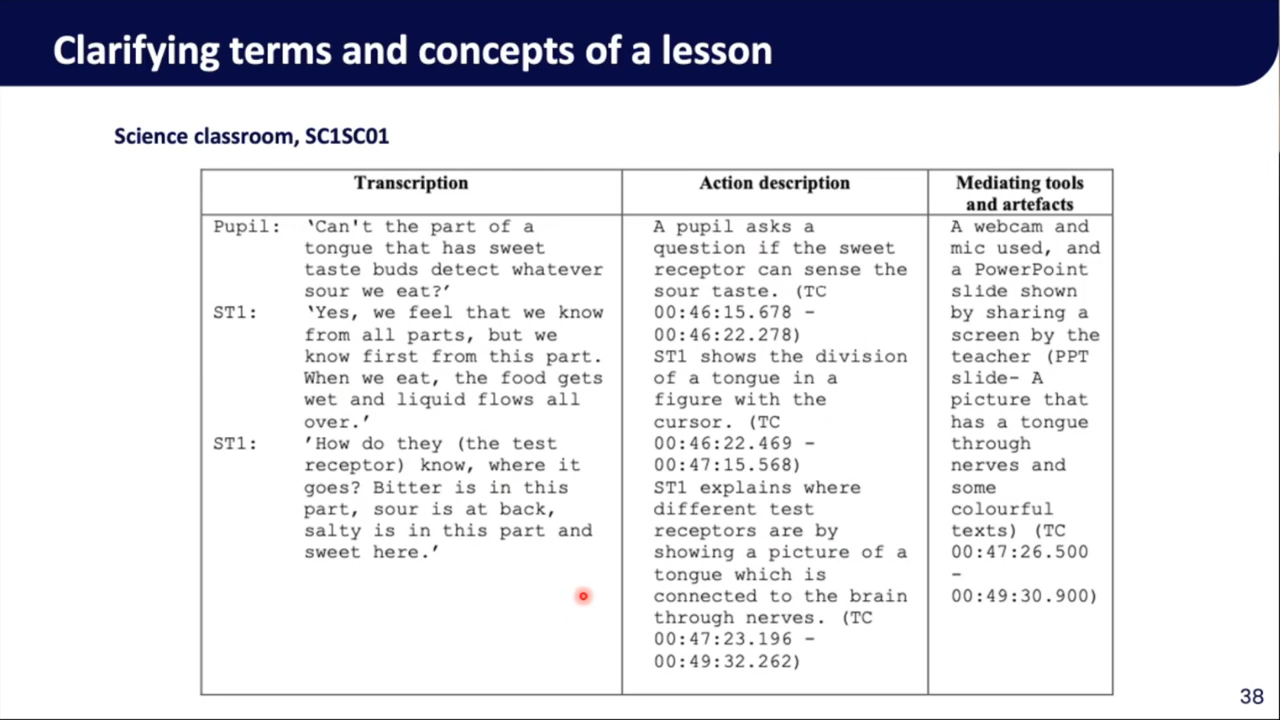 Clarifying terms and concepts of a lesson
Science classroom, SC1SC01
Transcription
Pupil: ‘Can't the part of a
tongue that has sweet
taste buds detect whatever
sour we eat?’
ST1: ‘Yes, we feel that we know
from all parts, but we
know first from this part.
When we eat, the food gets
wet and liquid flows all
over.’
ST1: ’How do they (the test
receptor) know, where it
goes? Bitter is in this
part, sour is at back,
salty is in this part and
sweet here.’
Action description
A pupil asks a
question if the sweet
receptor can sense the
sour taste. (TC
00:46:15.678 –
00:46:22.278)
ST1 shows the division
of a tongue in a
figure with the
cursor. (TC
00:46:22.469 –
00:47:15.568)
ST1 explains where
different test
receptors are by
showing a picture of a
tongue which is
connected to the brain
through nerves. (TC
00:47:23.196 –
00:49:32.262)
Mediating tools
and artefacts
A webcam and
mic used, and
a PowerPoint
slide shown
by sharing a
screen by the
teacher (PPT
slide- A
picture that
has a tongue
through
nerves and
some
colourful
texts) (TC
00:47:26.500
–
00:49:30.900)
38